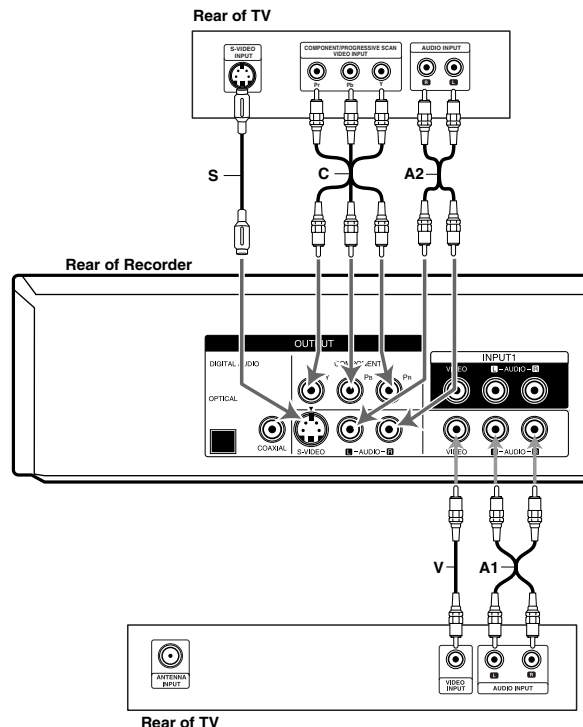 Rear of TV
S-VIDEO
INPUT
COMPONENT/PROGRESSIVE SCAN
VIDEO INPUT
PR PB Y
AUDIO INPUT
R L
S
C
A2
Rear of Recorder
OUTPUT
DIGITAL AUDIO
COMPONENT
Y PB PR
OPTICAL
COAXIAL
S-VIDEO
L - AUDIO - R
INPUT1
VIDEO
L - AUDIO - R
VIDEO
L - AUDIO - R
V
A1
ANTENNA
INPUT
VIDEO
INPUT
L R
AUDIO INPUT
Rear of TV